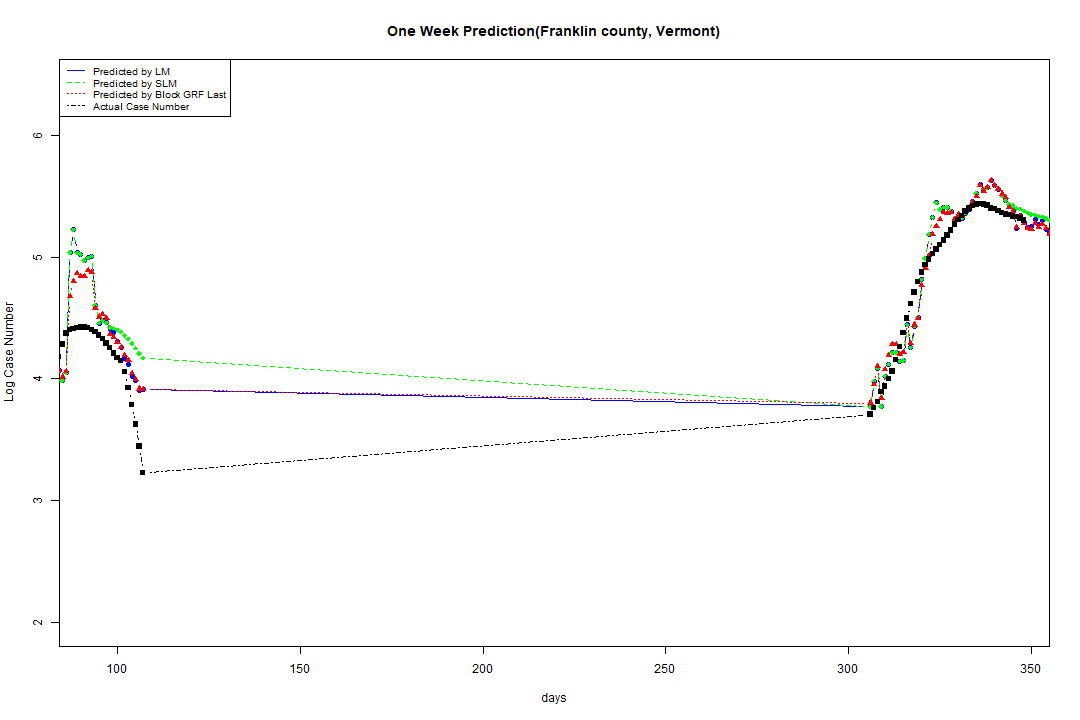 One Week Prediction(Franklin county, Vermont)
Predicted by LM
Predicted by SLM
Predicted by Block GRF Last
Actual Case Number
6
5
4
3
2
Log Case Number
100 150 200 250 300 350
days